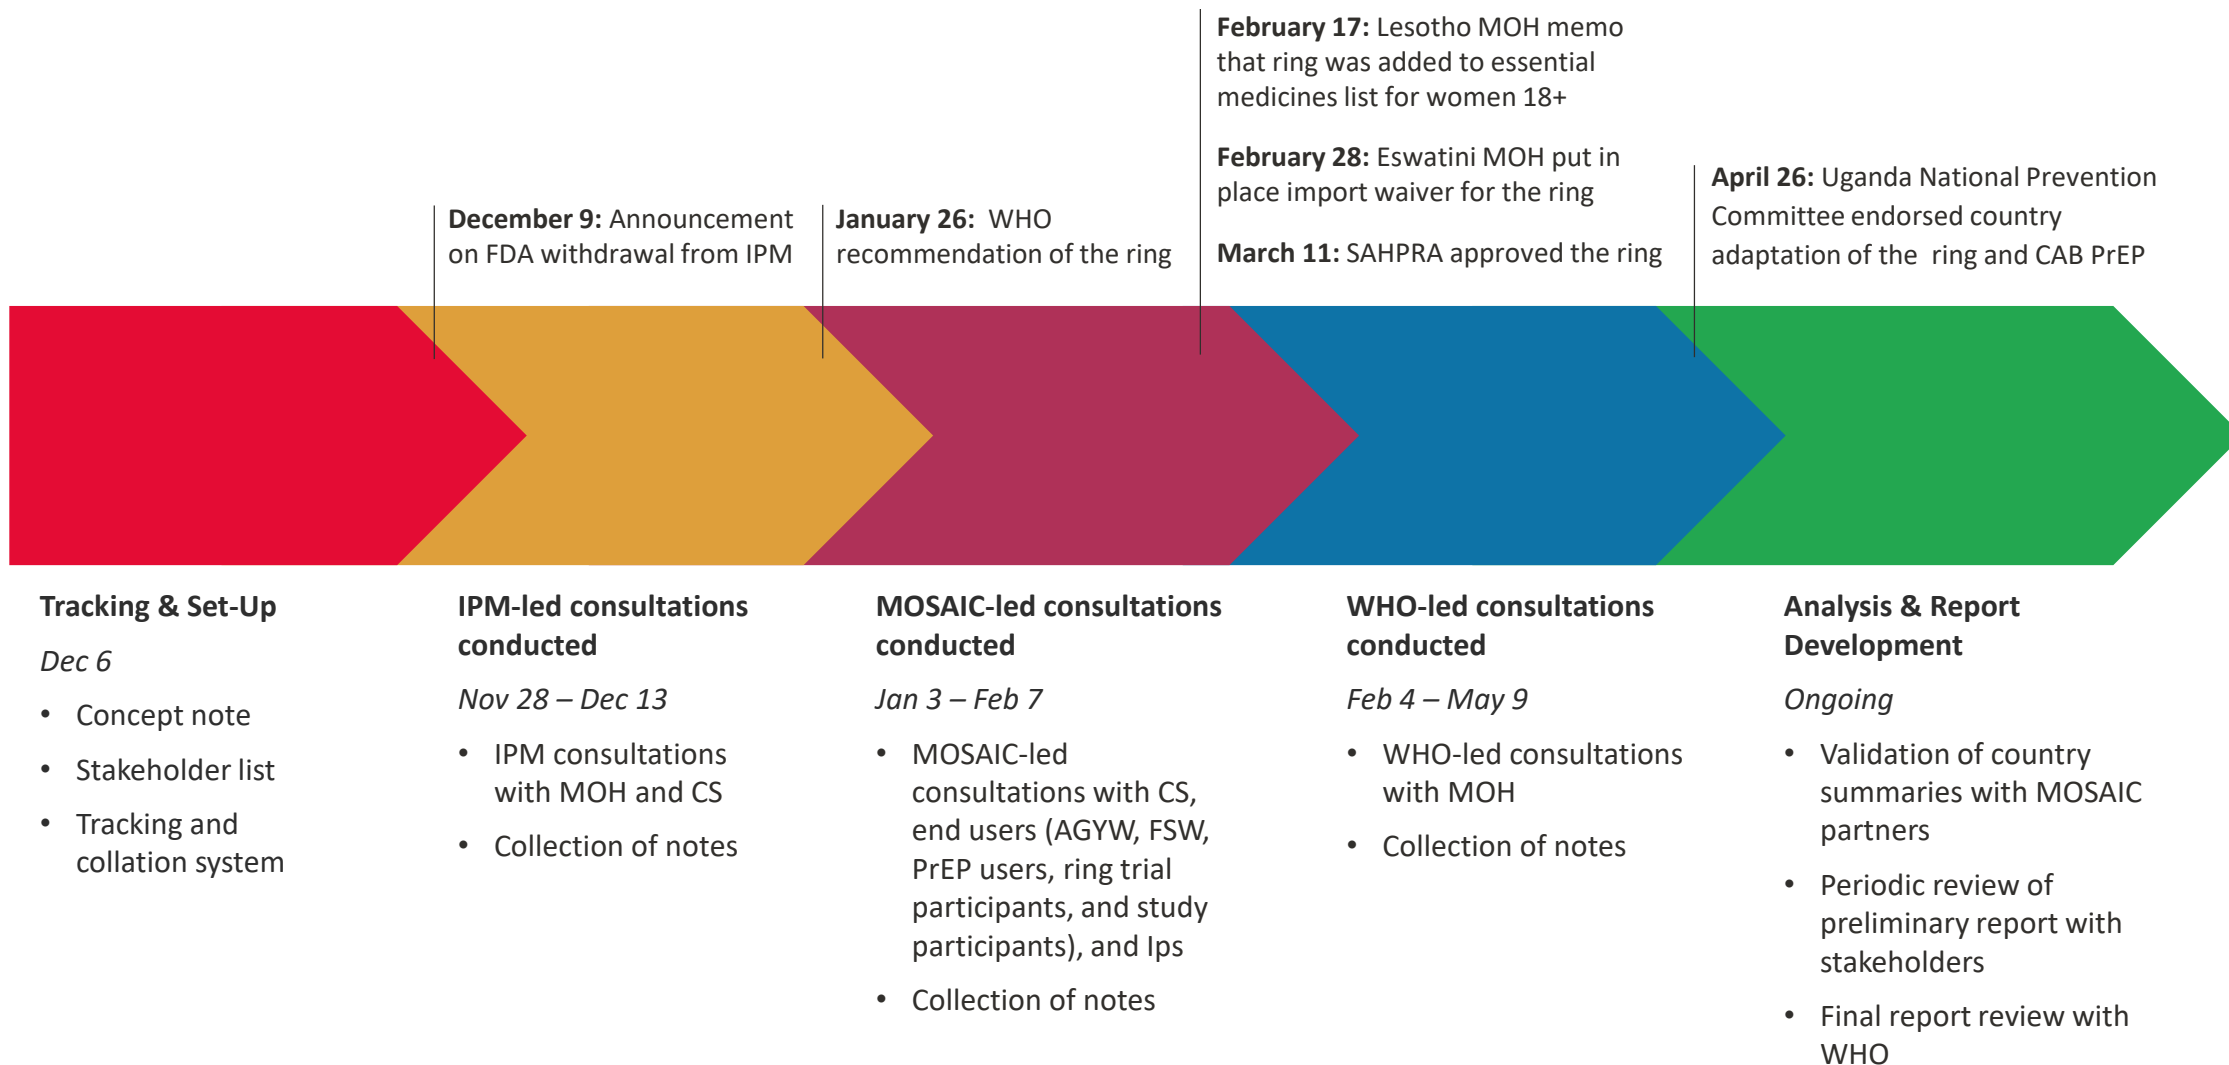 February 17: Lesotho MOH memo
that ring was added to essential
medicines list for women 18+
February 28: Eswatini MOH put in
place import waiver for the ring
March 11: SAHPRA approved the ring
December 9: Announcement
on FDA withdrawal from IPM
January 26: WHO
recommendation of the ring
April 26: Uganda National Prevention
Committee endorsed country
adaptation of the ring and CAB PrEP
Tracking & Set-Up
Dec 6
• Concept note
• Stakeholder list
• Tracking and
collation system
IPM-led consultations
conducted
Nov 28 – Dec 13
• IPM consultations
with MOH and CS
• Collection of notes
MOSAIC-led consultations
conducted
Jan 3 – Feb 7
• MOSAIC-led
consultations with CS,
end users (AGYW, FSW,
PrEP users, ring trial
participants, and study
participants), and Ips
• Collection of notes
WHO-led consultations
conducted
Feb 4 – May 9
• WHO-led consultations
with MOH
• Collection of notes
Analysis & Report
Development
Ongoing
• Validation of country
summaries with MOSAIC
partners
• Periodic review of
preliminary report with
stakeholders
• Final report review with
WHO